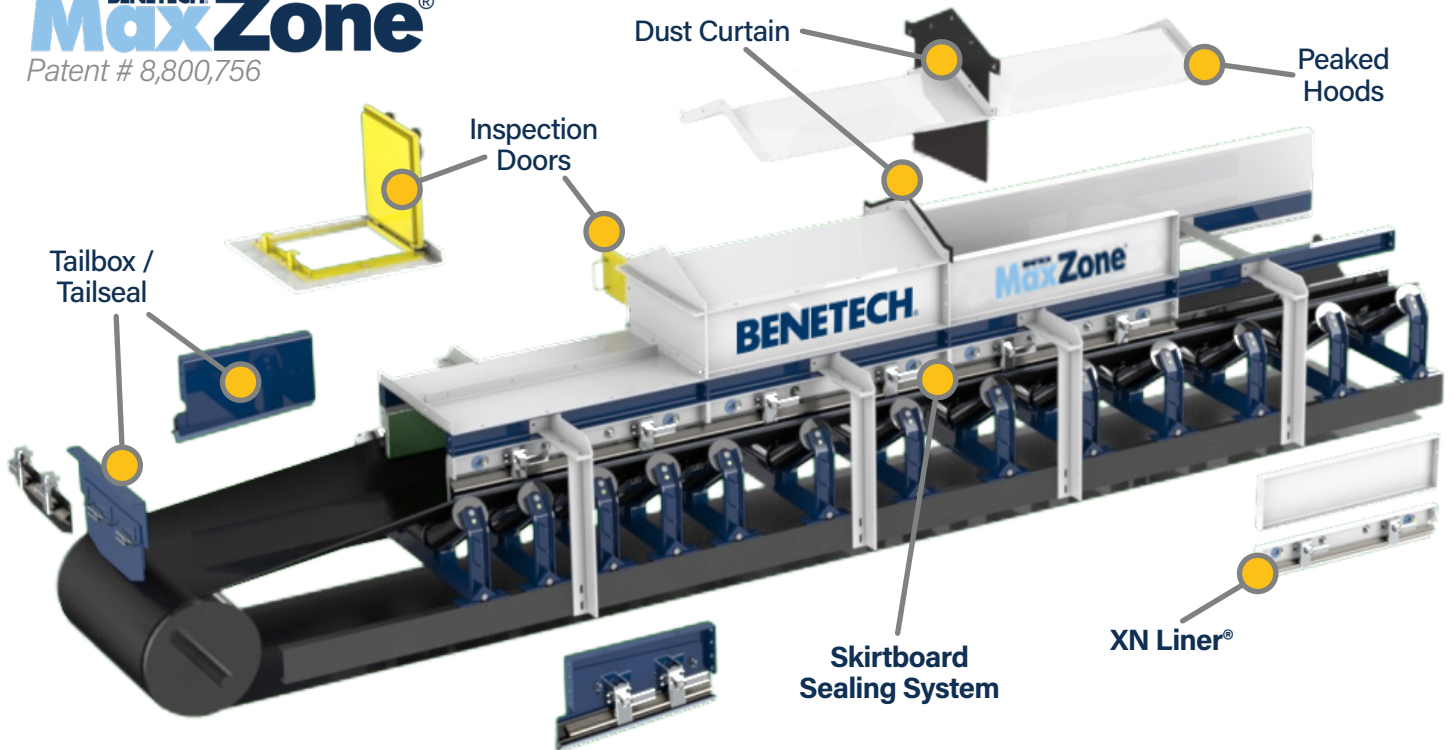 BENETECH®
MaxZone®
Patent # 8,800,756
Dust Curtain
Peaked
Hoods
Inspection
Doors
Tailbox /
Tailseal
BENETECH®
MaxZone®
Skirtboard
Sealing System
XN Liner®